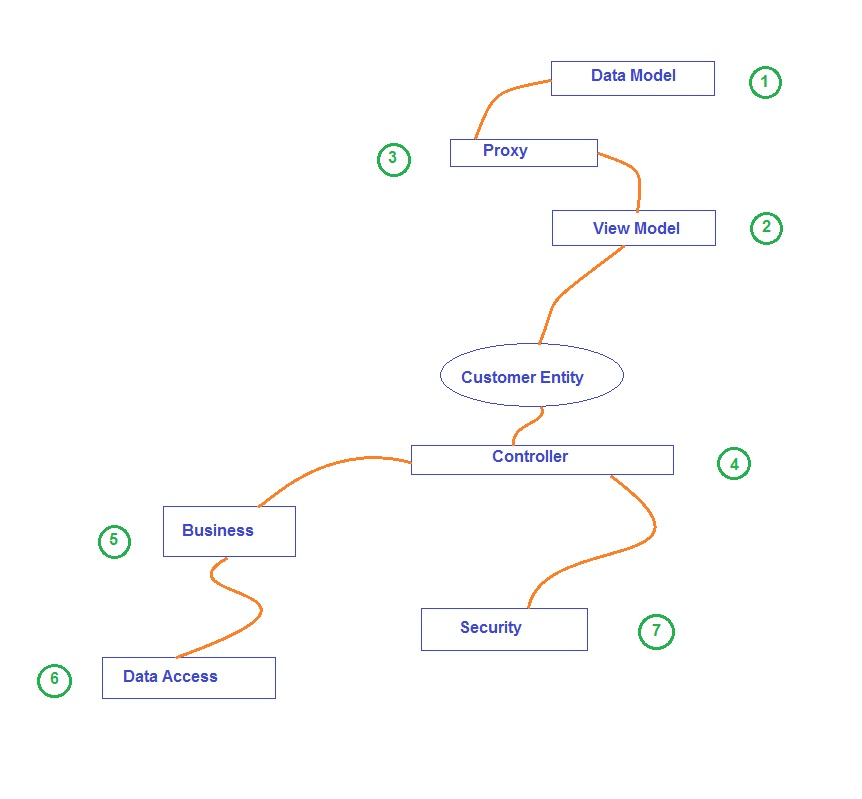 Data Model
1
Proxy
3
View Model
2
Customer Entity
Controller
4
Business
5
Security
7
Data Access
6